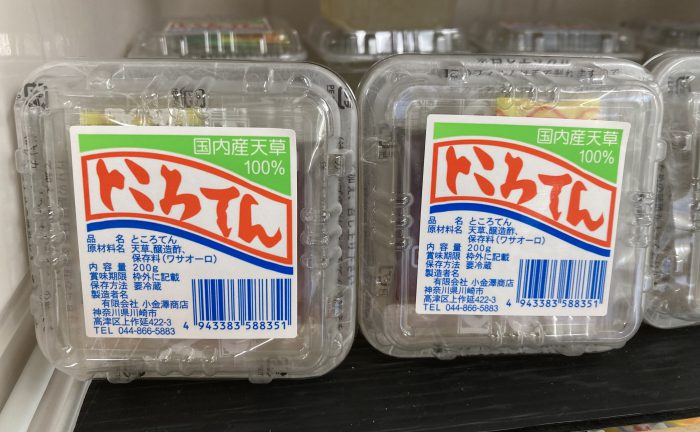 国内産天草
100%
ところてん
品 名 ところてん
原材料名 天草、醸造酢、
保存料(ワサオーロ)
内容量 200g
賞味期限 枠外に記載
保存方法 要冷蔵
製造者名
有限会社 小金澤商店
神奈川県川崎市
高津区上作延422-3
TEL 044-866-5883
4 943383 588351
国内産天草
100%
ところてん
品 名 ところてん
原材料名 天草、醸造酢、
保存料(ワサオーロ)
内容量 200g
賞味期限 枠外に記載
保存方法 要冷蔵
製造者名
有限会社 小金澤商店
神奈川県川崎市
高津区上作延422-3
TEL 044-866-5883
4 943383 588351